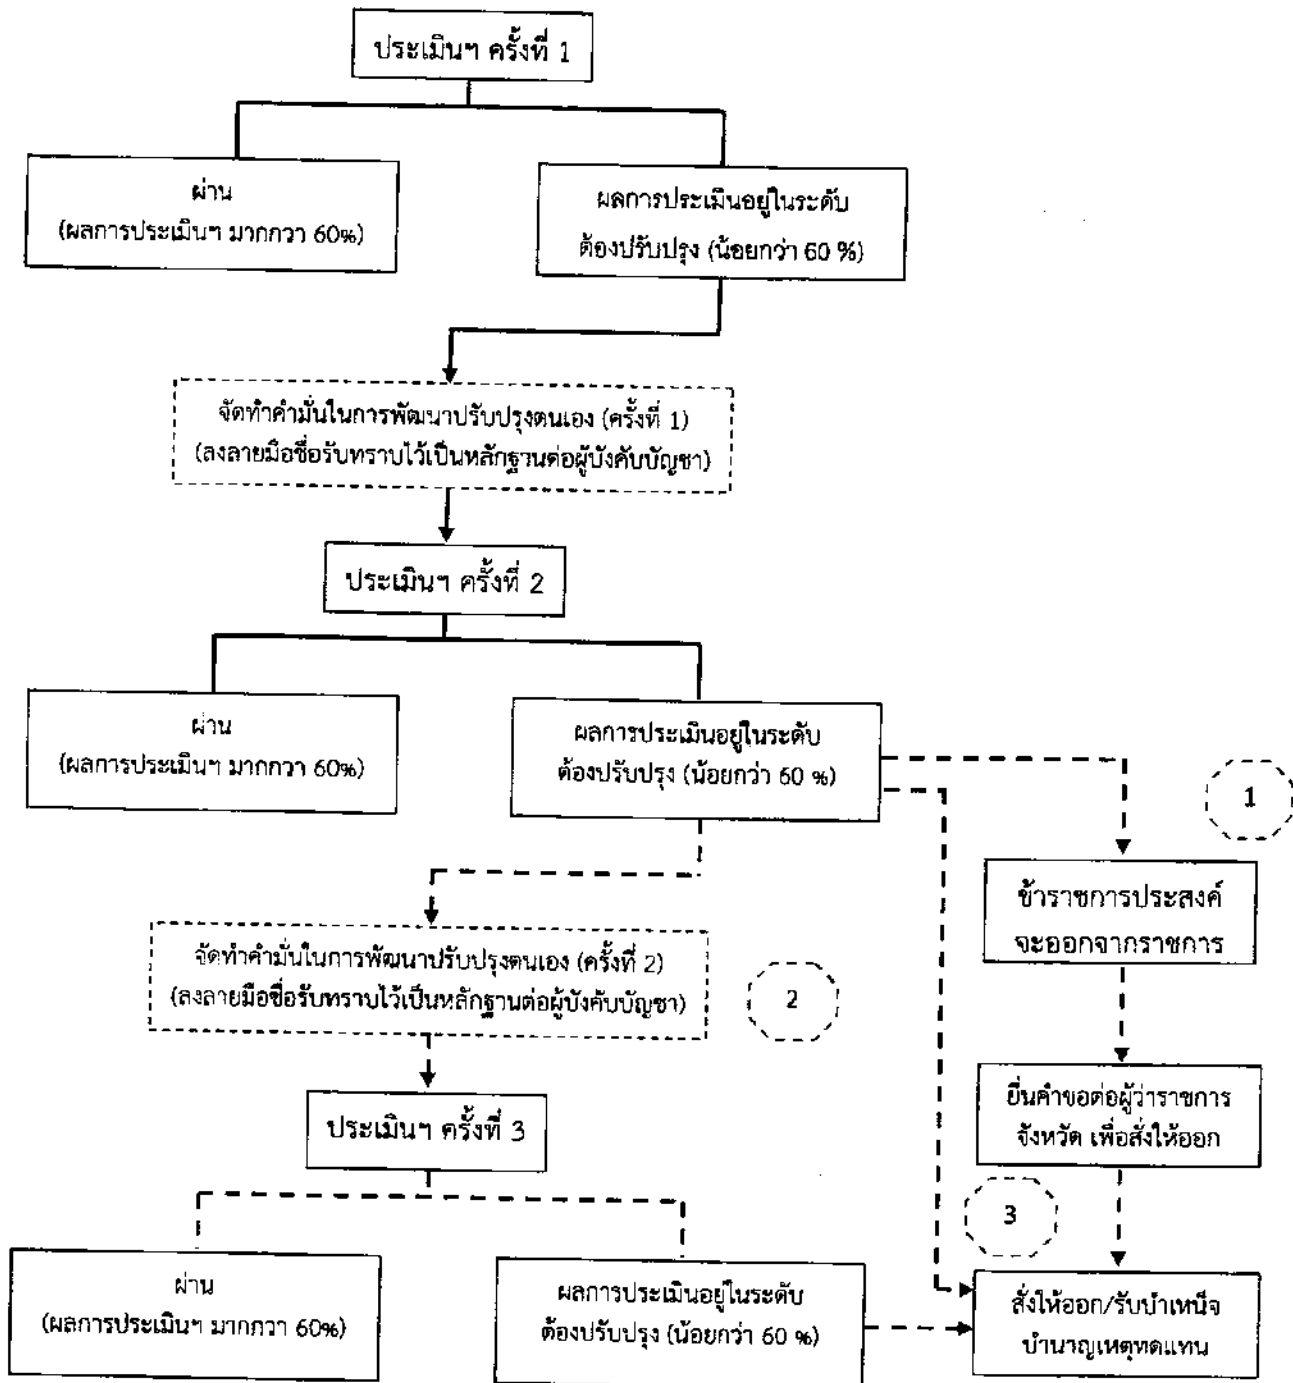 ประเมินฯ ครั้งที่ 1
ผ่าน
(ผลการประเมินฯ มากกวา 60%)
ผลการประเมินอยู่ในระดับ
ต้องปรับปรุง (น้อยกว่า 60 %)
จัดทำคำมั่นในการพัฒนาปรับปรุงตนเอง (ครั้งที่ 1)
(ลงลายมือชื่อรับทราบไว้เป็นหลักฐานต่อผู้บังคับบัญชา)
ประเมินฯ ครั้งที่ 2
ผ่าน
(ผลการประเมินฯ มากกวา 60%)
ผลการประเมินอยู่ในระดับ
ต้องปรับปรุง (น้อยกว่า 60 %)
1
ข้าราชการประสงค์
จะออกจากราชการ
จัดทำคำมั่นในการพัฒนาปรับปรุงตนเอง (ครั้งที่ 2)
(ลงลายมือชื่อรับทราบไว้เป็นหลักฐานต่อผู้บังคับบัญชา)
2
ยื่นคำขอต่อผู้ว่าราชการ
จังหวัด เพื่อสั่งให้ออก
ประเมินฯ ครั้งที่ 3
3
ผ่าน
(ผลการประเมินฯ มากกวา 60%)
ผลการประเมินอยู่ในระดับ
ต้องปรับปรุง (น้อยกว่า 60 %)
สั่งให้ออก/รับบำเหน็จ
บำนาญเหตุทดแทน